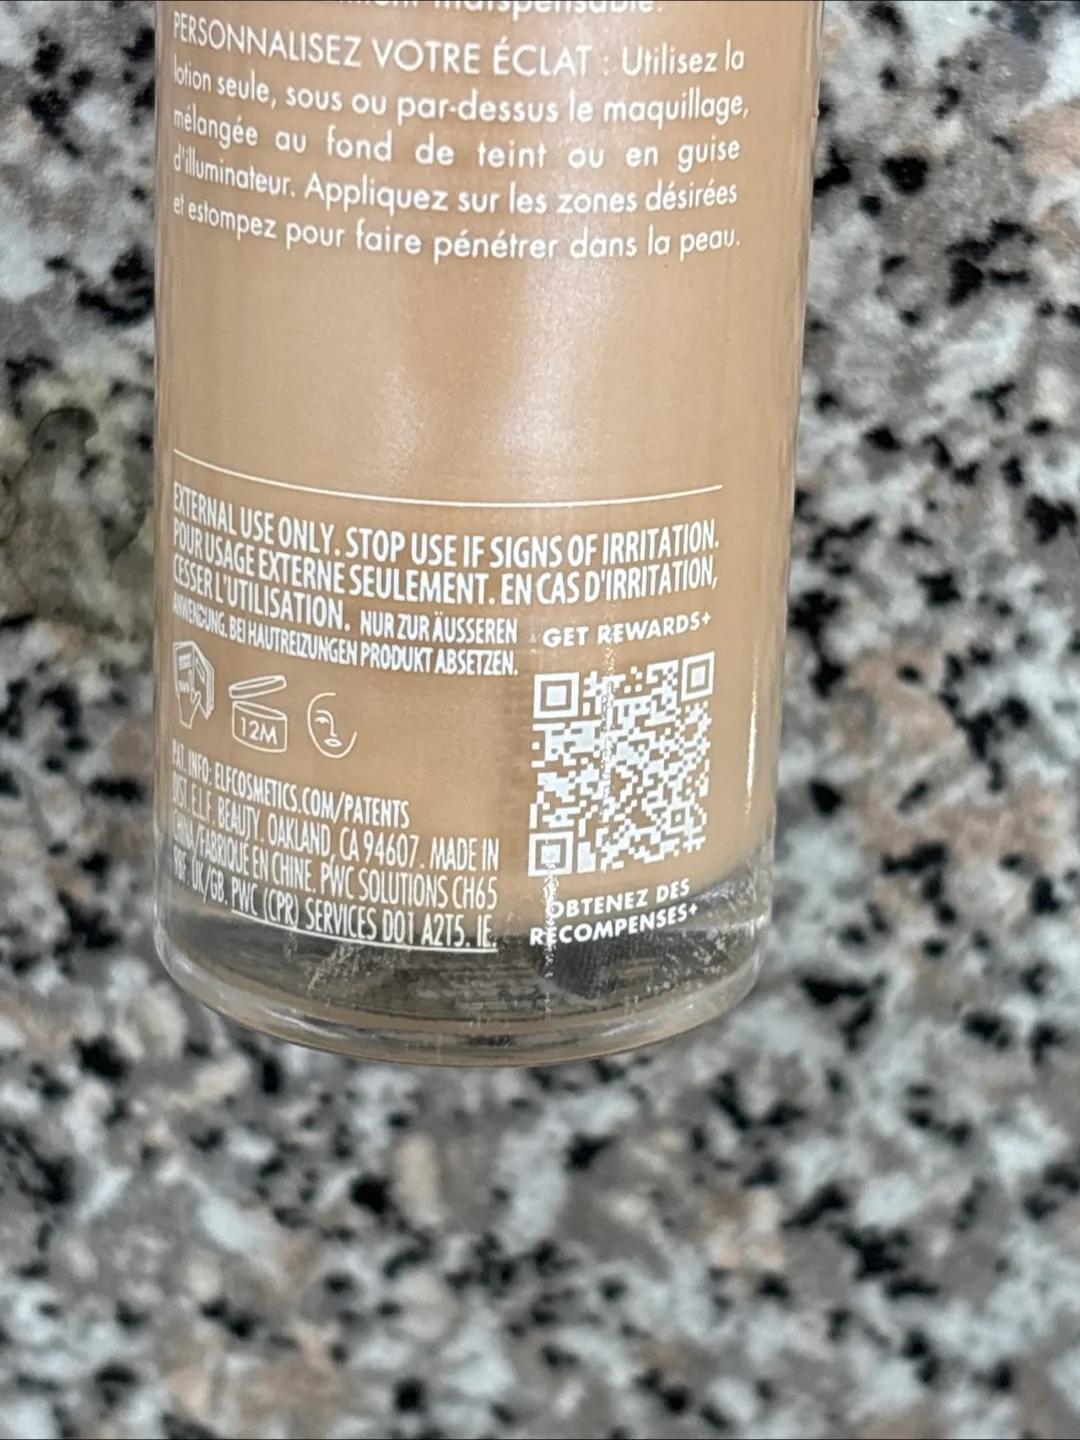 indispensable.
PERSONNALISEZ VOTRE ÉCLAT : Utilisez la
lotion seule, sous ou par-dessus le maquillage,
mélangée au fond de teint ou en guise
d'illuminateur. Appliquez sur les zones désirées
et estompez pour faire pénétrer dans la peau.
EXTERNAL USE ONLY. STOP USE IF SIGNS OF IRRITATION.
POUR USAGE EXTERNE SEULEMENT. EN CAS D'IRRITATION,
CESSER L'UTILISATION. NUR ZUR ÄUSSEREN
ANWENDUNG. BEI HAUTREIZUNGEN PRODUKT ABSETZEN.
GET REWARDS+
12M
PAT. INFO: ELFCOSMETICS.COM/PATENTS
DIST. E.L.F. BEAUTY. OAKLAND, CA 94607. MADE IN
CHINA/FABRIQUÉ EN CHINE. PWC SOLUTIONS CH65
9BF. UK/GB. PWC (CPR) SERVICES D01 A2T5. IE.
OBTENEZ DES
RÉCOMPENSES+